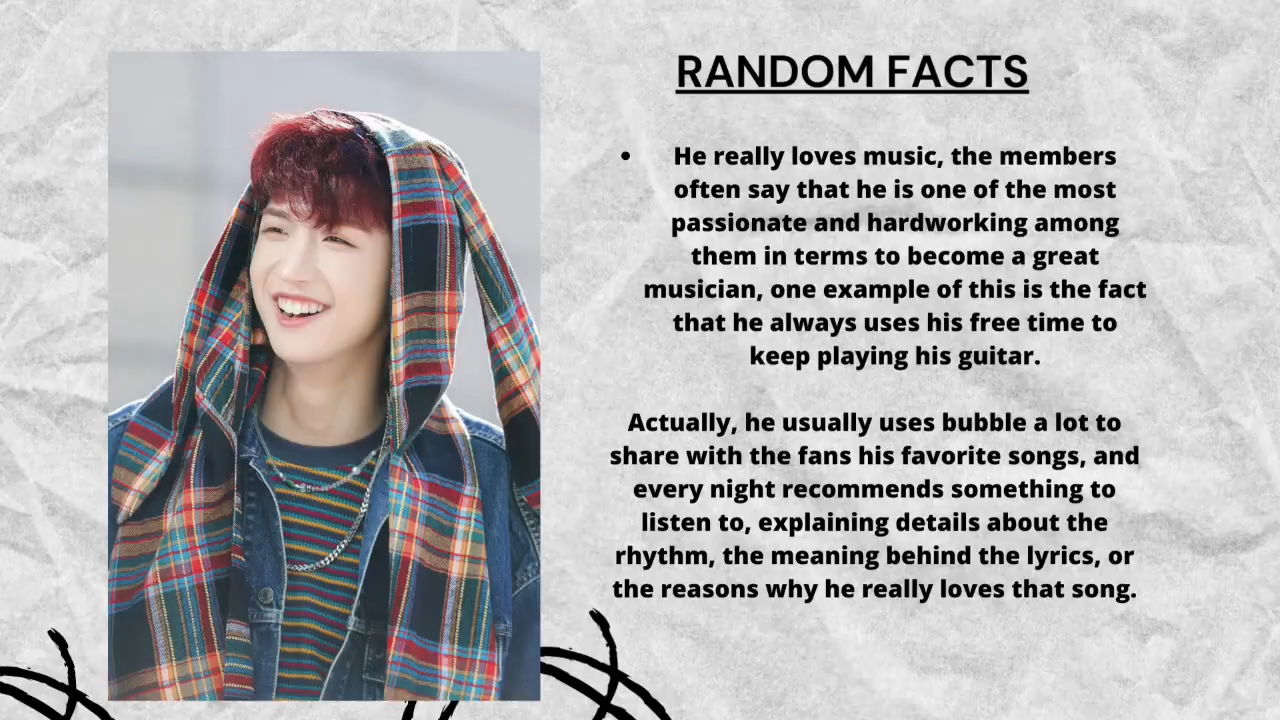 RANDOM FACTS
• He really loves music, the members
often say that he is one of the most
passionate and hardworking among
them in terms to become a great
musician, one example of this is the fact
that he always uses his free time to
keep playing his guitar.
Actually, he usually uses bubble a lot to
share with the fans his favorite songs, and
every night recommends something to
listen to, explaining details about the
rhythm, the meaning behind the lyrics, or
the reasons why he really loves that song.